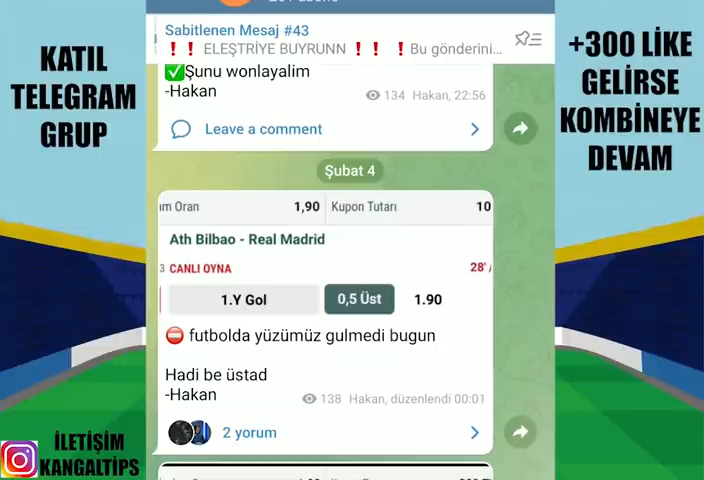 KATIL
TELEGRAM
GRUP
+300 LİKE
GELİRSE
KOMBİNEYE
DEVAM
Sabitlenen Mesaj #43
❗❗ ELEŞTRİYE BUYRUNN ❗❗ ❗Bu gönderini...
✅Şunu wonlayalim
-Hakan
134 Hakan, 22:56
Leave a comment
Şubat 4
Oran 1,90 Kupon Tutarı 10
Ath Bilbao - Real Madrid
3 CANLI OYNA 28'
1.Y Gol 0,5 Üst 1.90
⛔ futbolda yüzümüz gulmedi bugun
Hadi be üstad
-Hakan
138 Hakan, düzenlendi 00:01
2 yorum
İLETİŞİM
KANGALTİPS